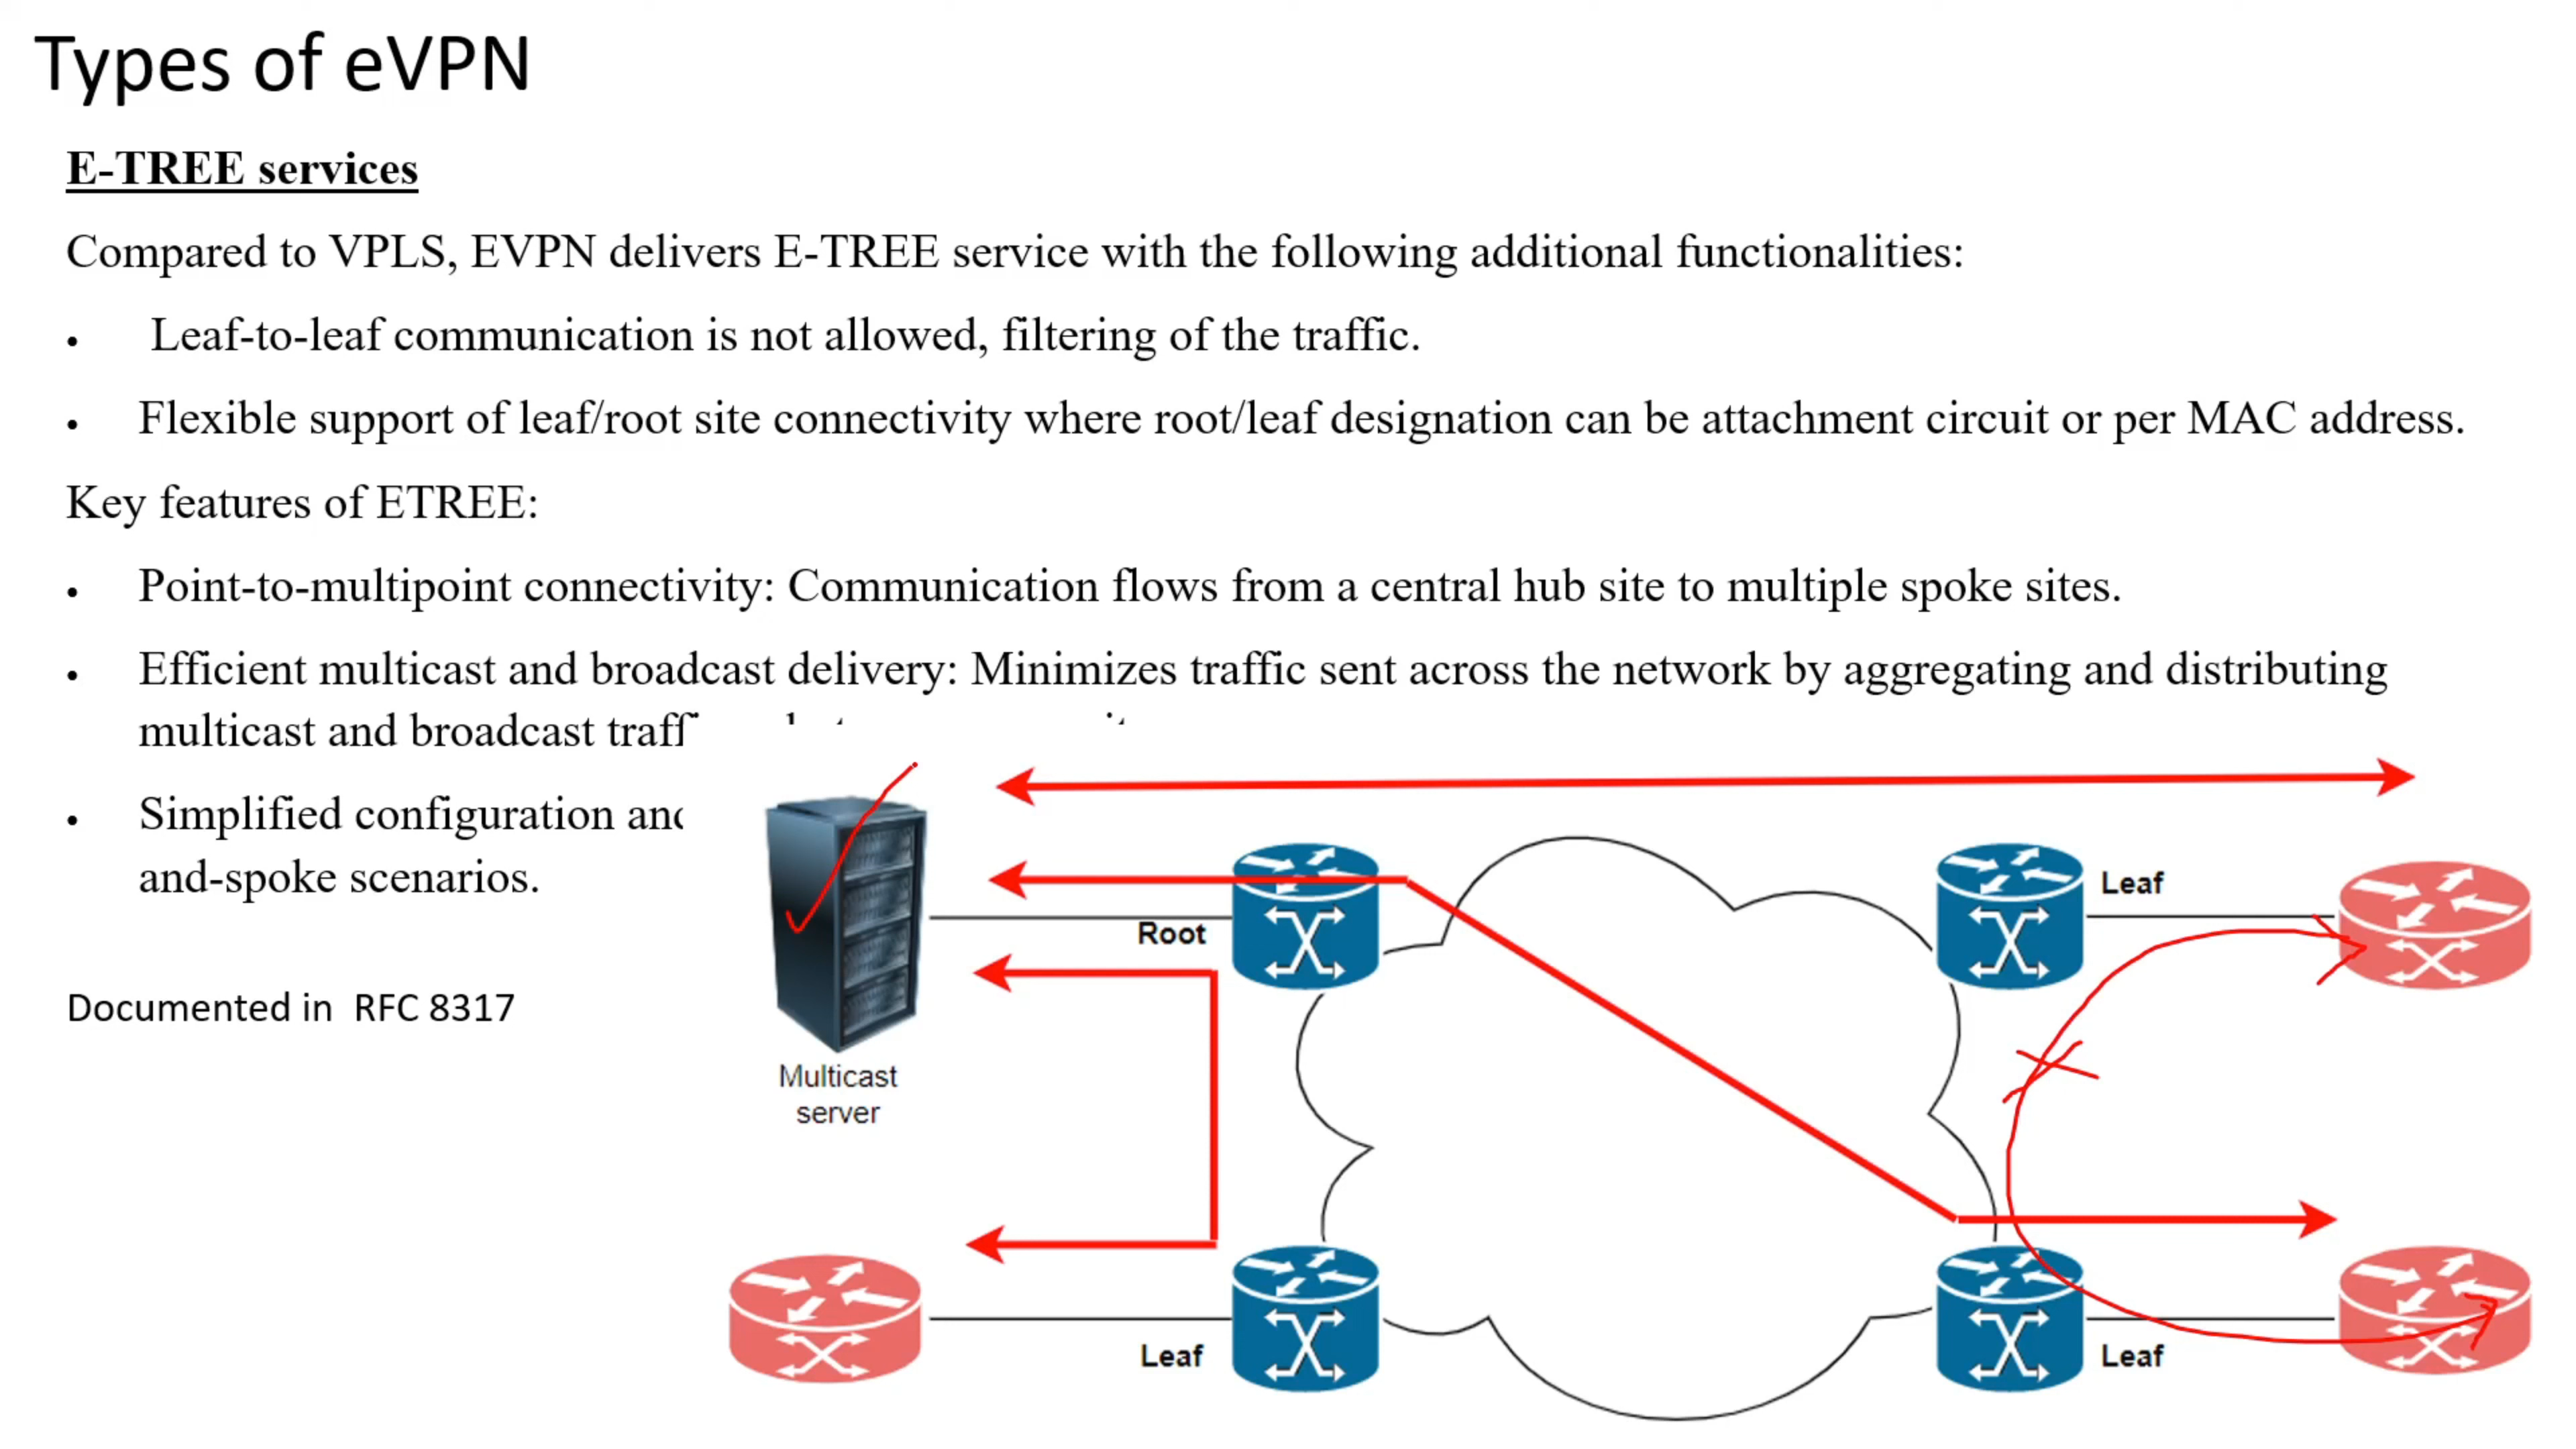 Types of eVPN
E-TREE services
Compared to VPLS, EVPN delivers E-TREE service with the following additional functionalities:
• Leaf-to-leaf communication is not allowed, filtering of the traffic.
• Flexible support of leaf/root site connectivity where root/leaf designation can be attachment circuit or per MAC address.
Key features of ETREE:
• Point-to-multipoint connectivity: Communication flows from a central hub site to multiple spoke sites.
• Efficient multicast and broadcast delivery: Minimizes traffic sent across the network by aggregating and distributing
multicast and broadcast
• Simplified configuration
and-spoke scenarios.
Documented in RFC 8317
Multicast
server
Root
Leaf
Leaf
Leaf